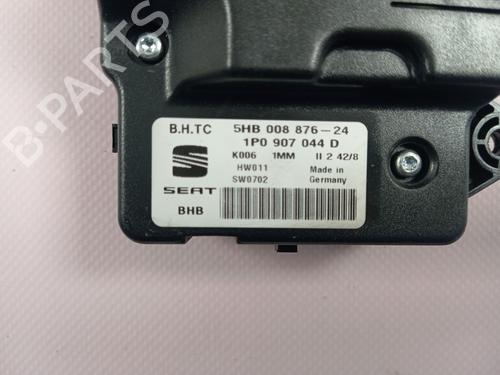 B-PARTS
B.H.TC 5HB 008 876-24
1P0 907 044 D
K006 1MM II 2 42/8
HW011 Made in
SW0702 Germany
SEAT
BHB